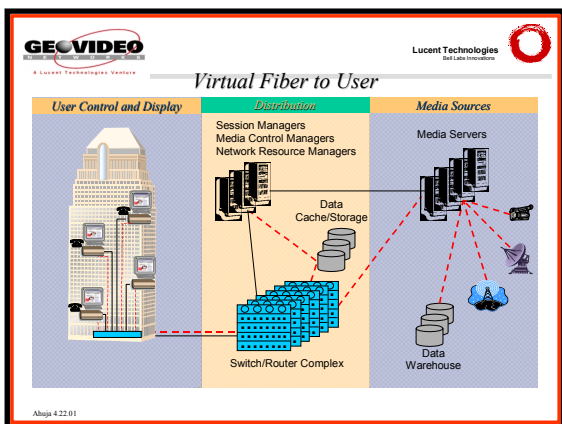 GEOVIDEO
NETWORKS
A Lucent Technologies Venture
Lucent Technologies
Bell Labs Innovations
Virtual Fiber to User
User Control and Display
Distribution
Media Sources
Session Managers
Media Control Managers
Network Resource Managers
Media Servers
Data
Cache/Storage
Switch/Router Complex
Data
Warehouse
Ahuja 4.22.01